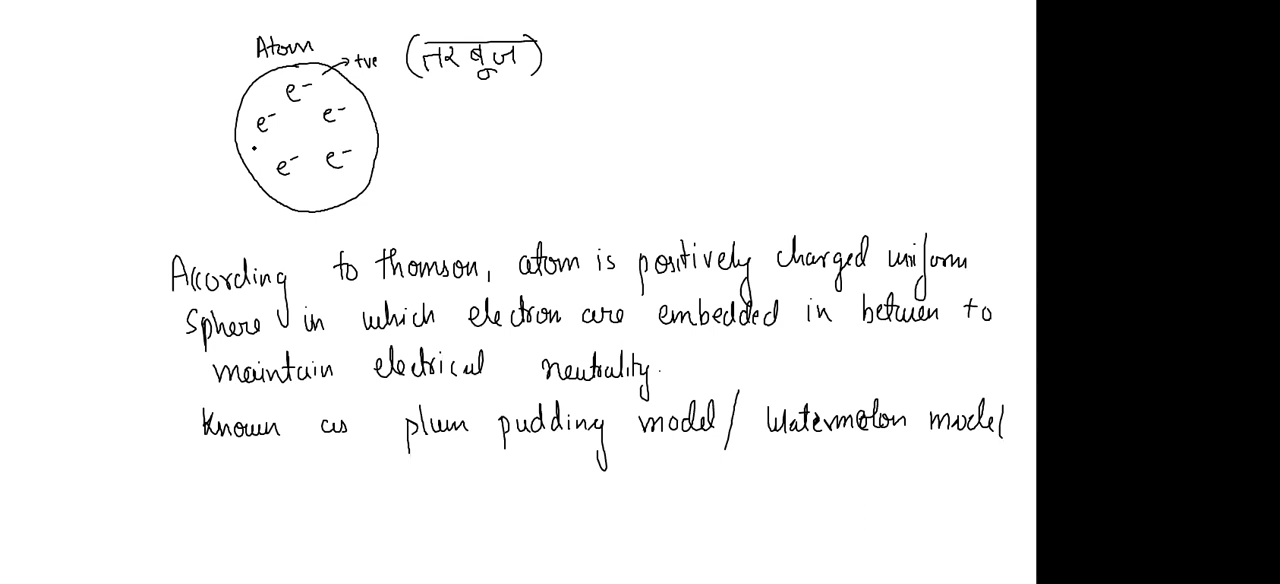 Atom
+ve (तरबूज)
e-
e- e-
e- e-
According to thomson, atom is positively charged uniform
sphere in which electron are embedded in between to
maintain electrical neutrality.
Known as plum pudding model/ Watermelon model